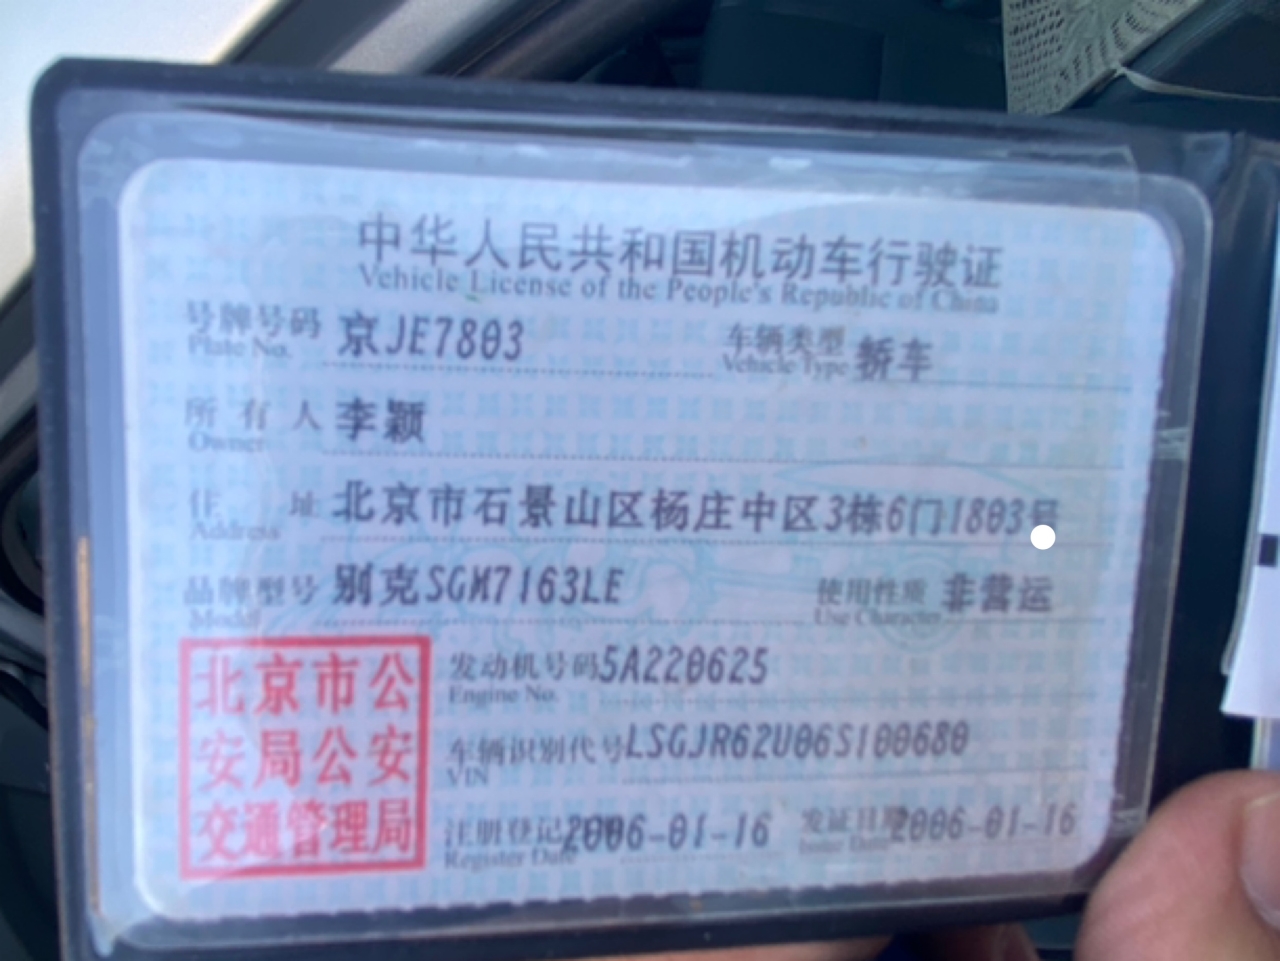 中华人民共和国机动车行驶证
Vehicle License of the People's Republic of China
号牌号码 京JE7803 车辆类型 轿车
Plate No. Vehicle Type
所有人 李颖
Owner
住址 北京市石景山区杨庄中区3栋6门1803号
Address
品牌型号 别克SGM7163LE 使用性质 非营运
Model Use Character
北京市公
安局公安
交通管理局
发动机号码 5A220625
Engine No.
车辆识别代号 LSGJR62U06S100680
VIN
注册登记日期 2006-01-16 发证日期 2006-01-16
Register Date Issue Date